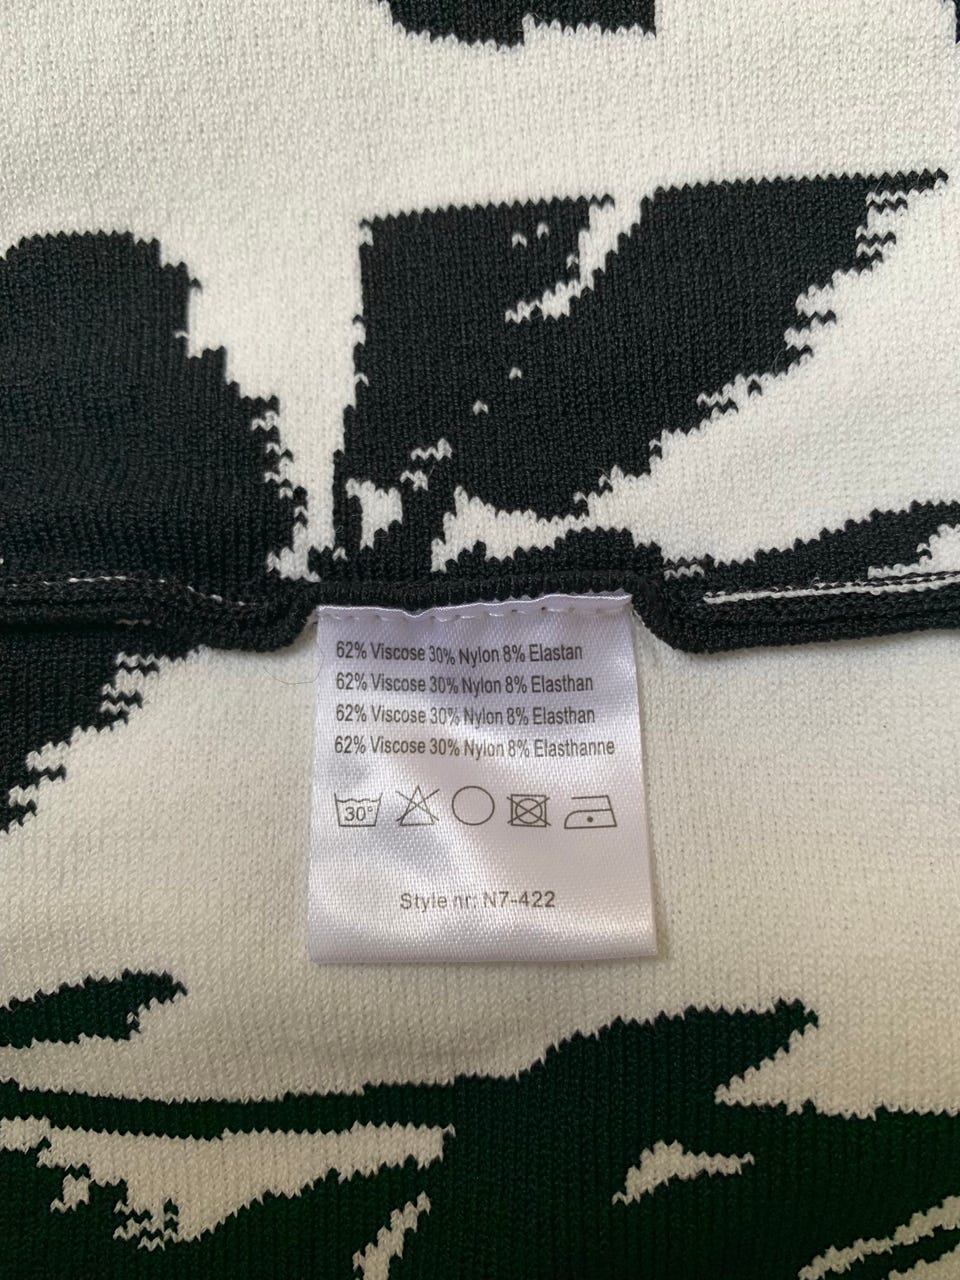 62% Viscose 30% Nylon 8% Elastan
62% Viscose 30% Nylon 8% Elasthan
62% Viscose 30% Nylon 8% Elasthan
62% Viscose 30% Nylon 8% Elasthanne
30°
Style nr: N7-422